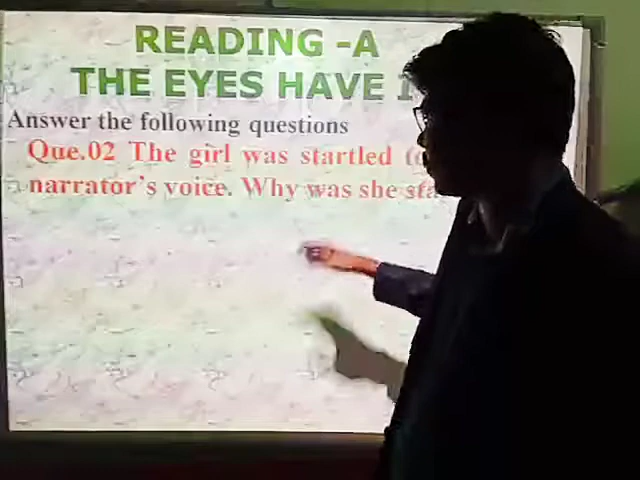 READING -A
THE EYES HAVE
Answer the following questions
Que.02 The girl was startled
narrator's voice. Why was she